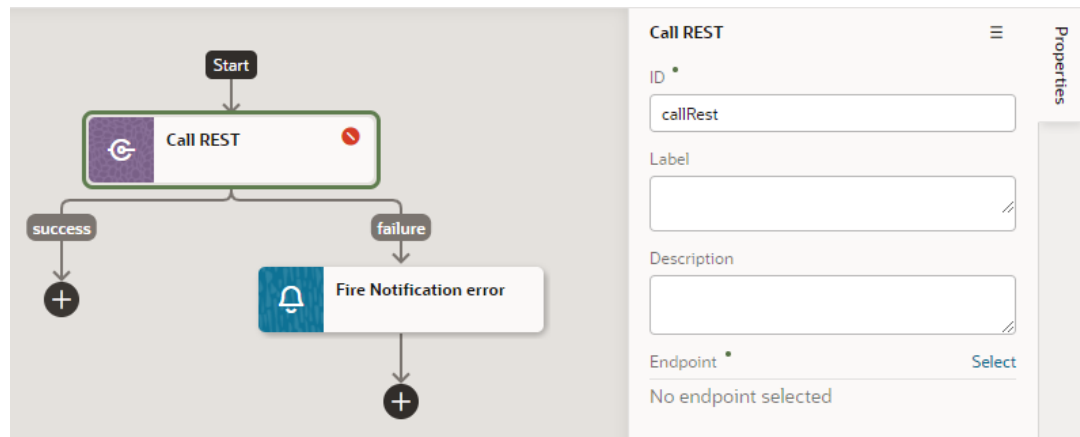 Start
Call REST
success
failure
Fire Notification error
Call REST
ID
callRest
Label
Description
Endpoint
Select
No endpoint selected
Properties